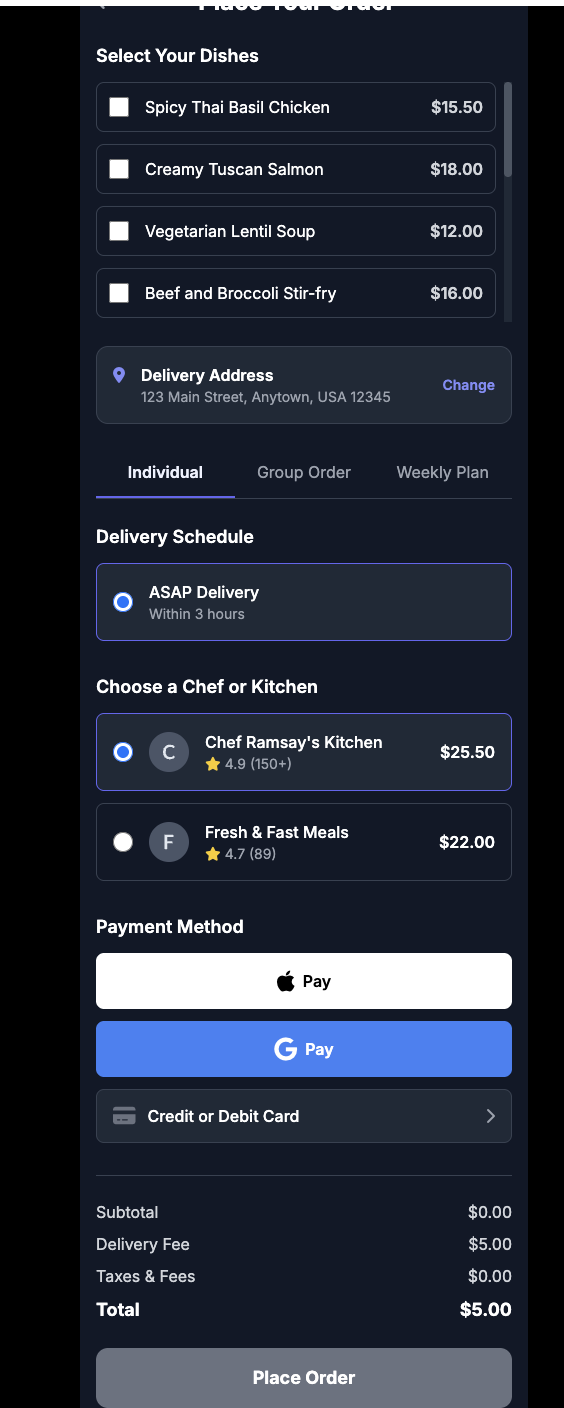 Place Your Order
Select Your Dishes
Spicy Thai Basil Chicken $15.50
Creamy Tuscan Salmon $18.00
Vegetarian Lentil Soup $12.00
Beef and Broccoli Stir-fry $16.00
Delivery Address
123 Main Street, Anytown, USA 12345
Change
Individual Group Order Weekly Plan
Delivery Schedule
ASAP Delivery
Within 3 hours
Choose a Chef or Kitchen
C
Chef Ramsay's Kitchen
4.9 (150+)
$25.50
F
Fresh & Fast Meals
4.7 (89)
$22.00
Payment Method
Pay
G Pay
Credit or Debit Card
Subtotal $0.00
Delivery Fee $5.00
Taxes & Fees $0.00
Total $5.00
Place Order